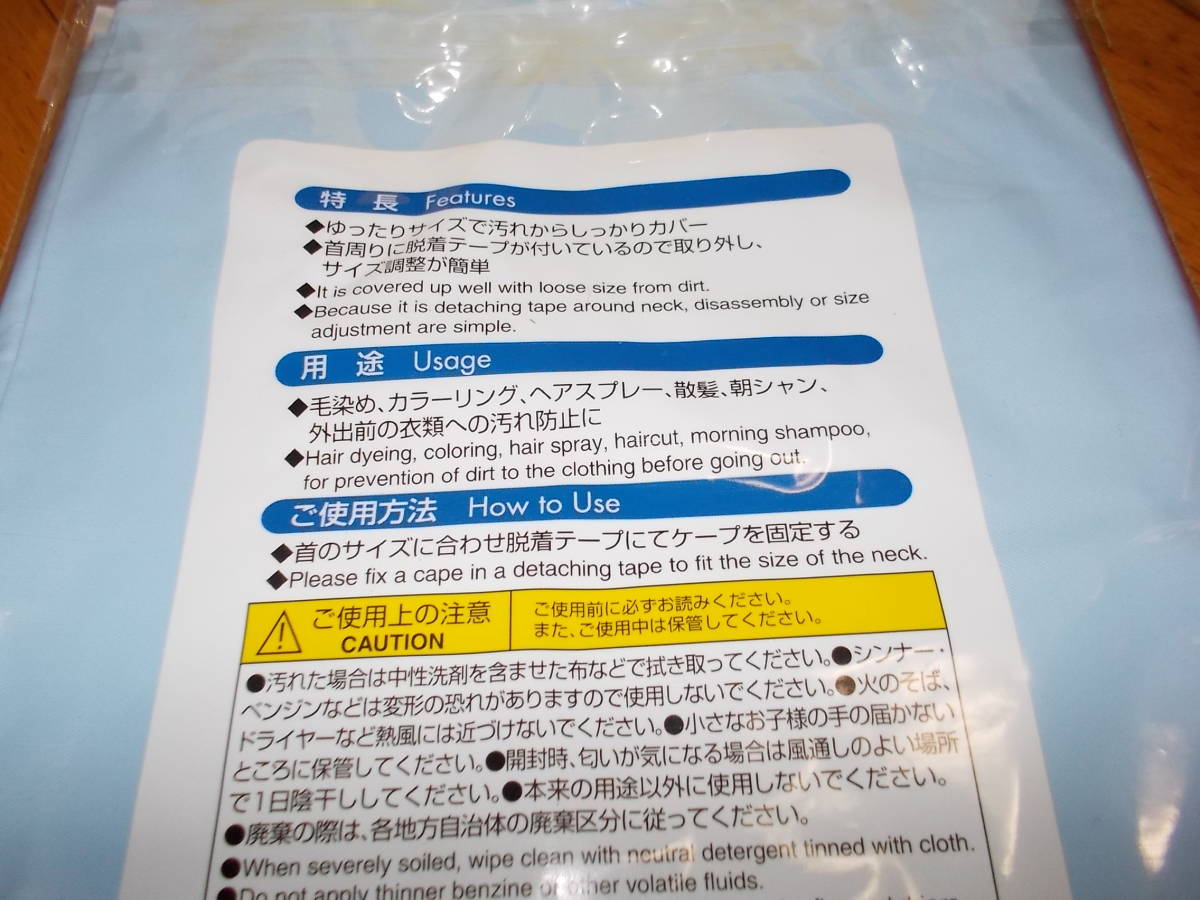 特 長 Features
◆ゆったりサイズで汚れからしっかりカバー
◆首周りに脱着テープが付いているので取り外し、
サイズ調整が簡単
◆It is covered up well with loose size from dirt.
◆Because it is detaching tape around neck, disassembly or size
adjustment are simple.
用 途 Usage
◆毛染め、カラーリング、ヘアスプレー、散髪、朝シャン、
外出前の衣類への汚れ防止に
◆Hair dyeing, coloring, hair spray, haircut, morning shampoo,
for prevention of dirt to the clothing before going out.
ご使用方法 How to Use
◆首のサイズに合わせ脱着テープにてケープを固定する
◆Please fix a cape in a detaching tape to fit the size of the neck.
ご使用上の注意
CAUTION
ご使用前に必ずお読みください。
また、ご使用中は保管してください。
●汚れた場合は中性洗剤を含ませた布などで拭き取ってください。●シンナー・
ベンジンなどは変形の恐れがありますので使用しないでください。●火のそば、
ドライヤーなど熱風には近づけないでください。●小さなお子様の手の届かない
ところに保管してください。●開封時、匂いが気になる場合は風通しのよい場所
で1日陰干ししてください。●本来の用途以外に使用しないでください。
●廃棄の際は、各地方自治体の廃棄区分に従ってください。
●When severely soiled, wipe clean with neutral detergent tinned with cloth.
●Do not apply thinner benzine or other volatile fluids.